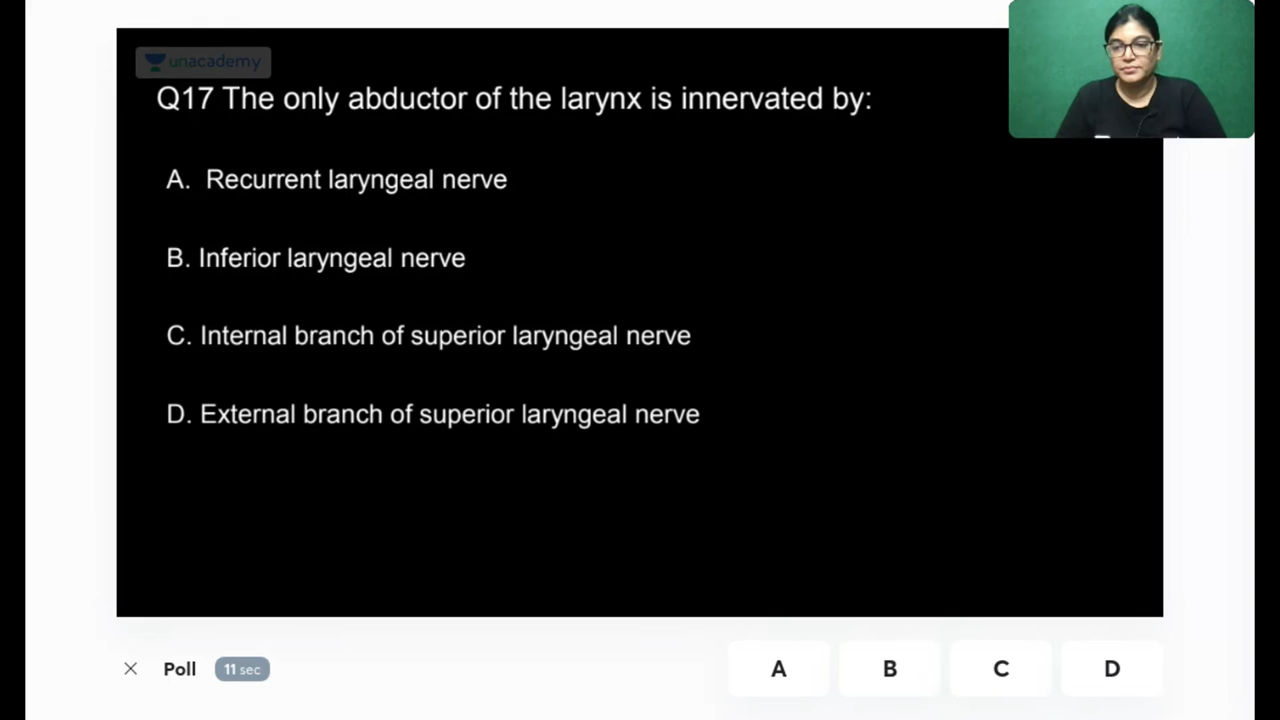 unacademy
Q17 The only abductor of the larynx is innervated by:
A. Recurrent laryngeal nerve
B. Inferior laryngeal nerve
C. Internal branch of superior laryngeal nerve
D. External branch of superior laryngeal nerve
Poll 11 sec A B C D